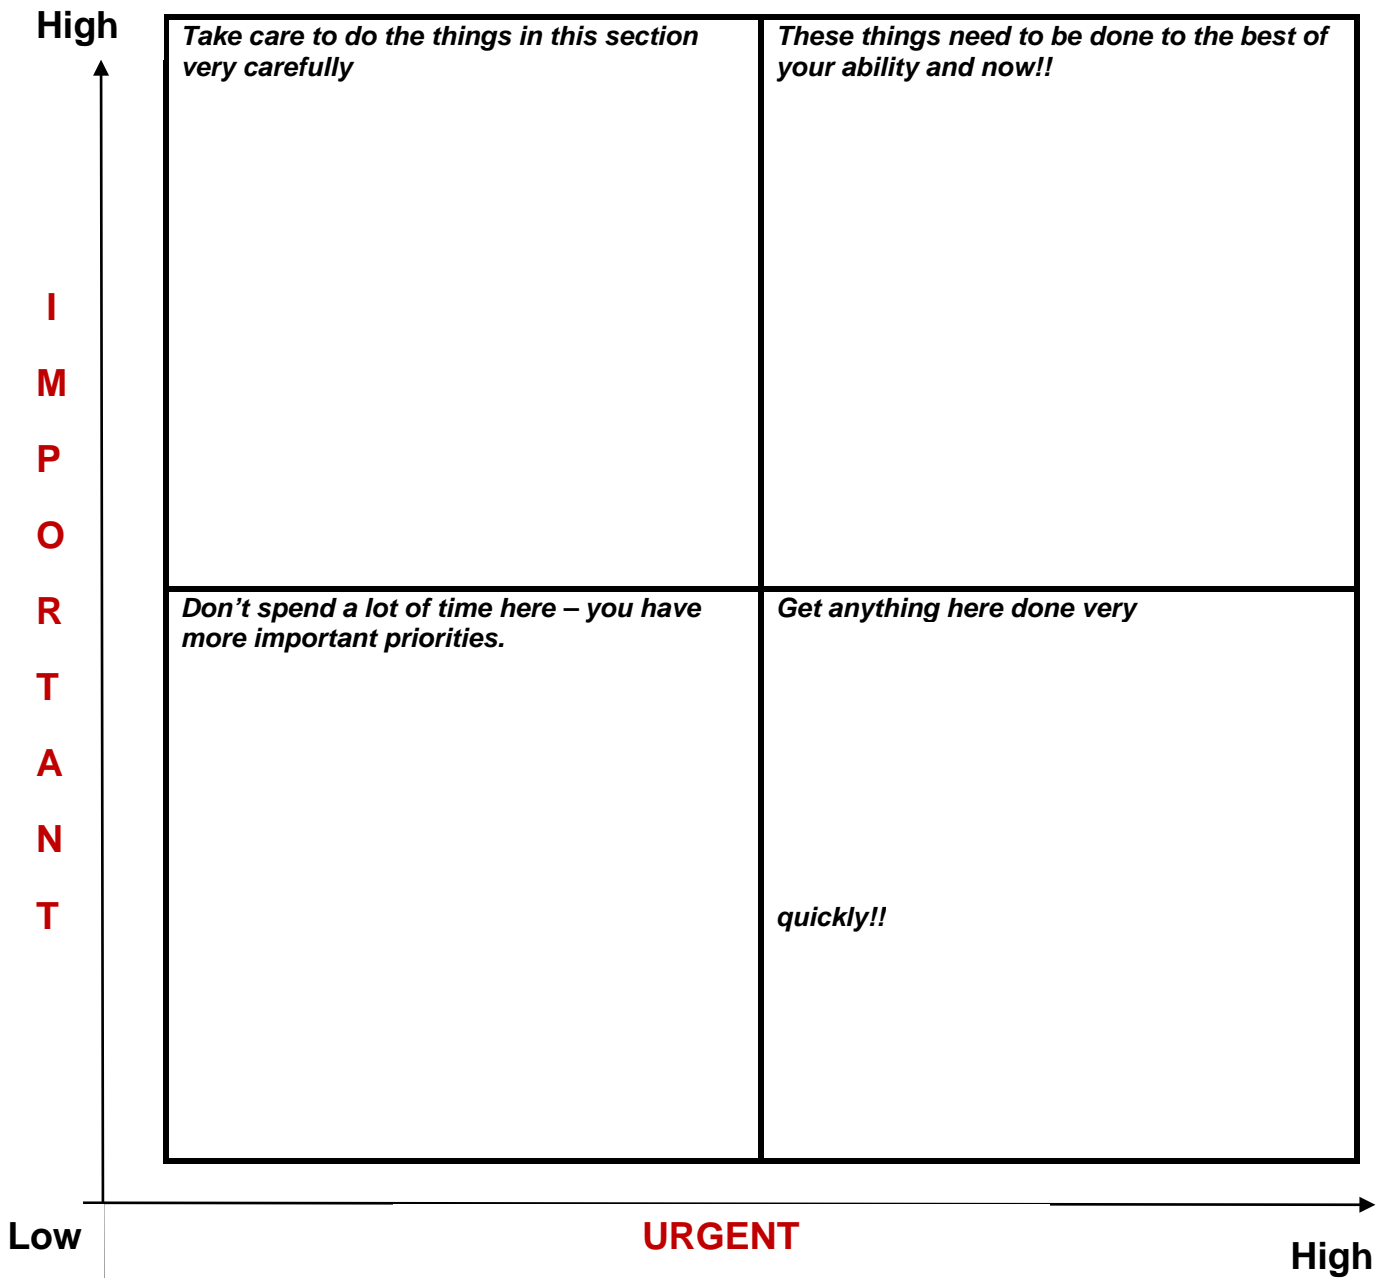 High
Take care to do the things in this section
very carefully
These things need to be done to the best of
your ability and now!!
I
M
P
O
R
T
A
N
T
Don’t spend a lot of time here – you have
more important priorities.
Get anything here done very
quickly!!
Low
URGENT
High